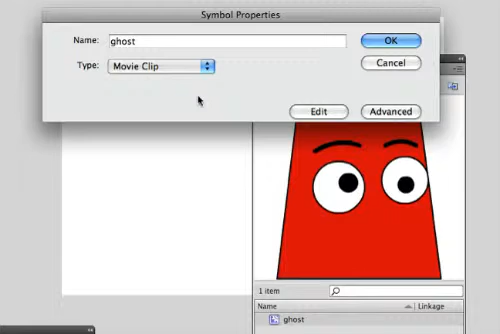 Symbol Properties
Name: ghost
OK
Type: Movie Clip
Cancel
Edit
Advanced
1 item
Name
Linkage
ghost